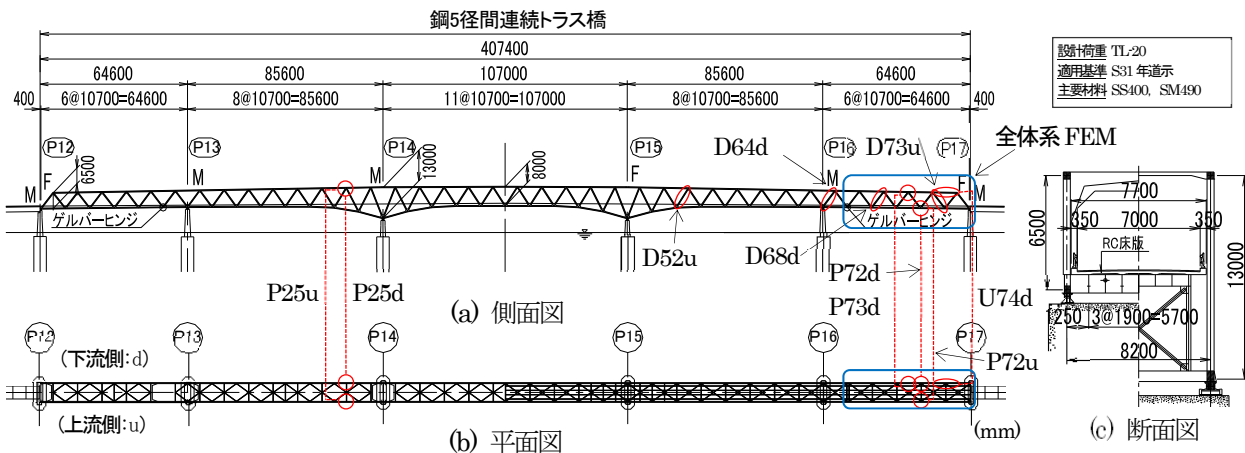 鋼5径間連続トラス橋
407400
64600 85600 107000 85600 64600
400 6@10700=64600 8@10700=85600 11@10700=107000 8@10700=85600 6@10700=64600 400
設計荷重 TL-20
適用基準 S31 年道示
主要材料 SS400, SM490
全体系 FEM
P12 P13 P14 P15 P16 P17
D64d D73u
M F 6500 M M 13000 8000 F M F M
ゲルバーヒンジ ゲルバーヒンジ
D52u D68d
P25u P25d P72d
P73d U74d
P72u
(a) 側面図
7700
350 7000 350
6500 RC床版 13000
1250 3@1900=5700
8200
P12 P13 P14 P15 P16 P17
(下流側:d)
(上流側:u)
(b) 平面図
(mm)
(c) 断面図